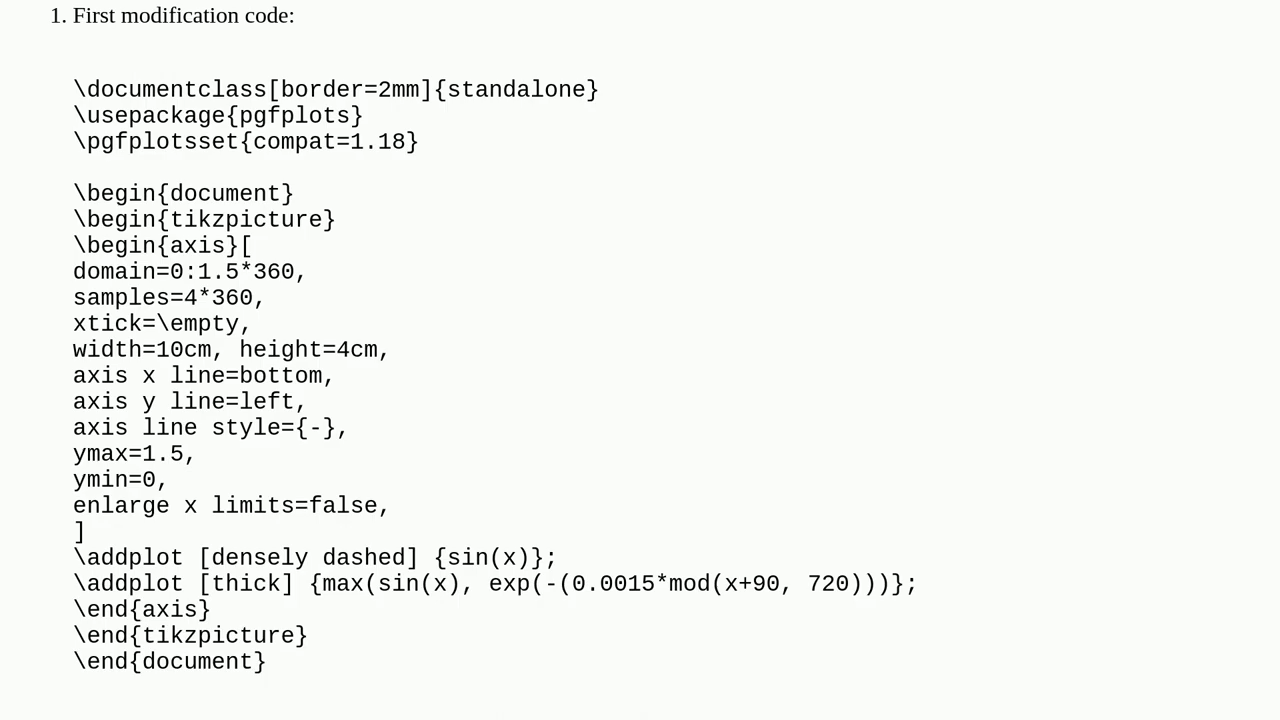 1. First modification code:
\documentclass[border=2mm]{standalone}
\usepackage{pgfplots}
\pgfplotsset{compat=1.18}
\begin{document}
\begin{tikzpicture}
\begin{axis}[
domain=0:1.5*360,
samples=4*360,
xtick=\empty,
width=10cm, height=4cm,
axis x line=bottom,
axis y line=left,
axis line style={-},
ymax=1.5,
ymin=0,
enlarge x limits=false,
]
\addplot [densely dashed] {sin(x)};
\addplot [thick] {max(sin(x), exp(-(0.0015*mod(x+90, 720)))};
\end{axis}
\end{tikzpicture}
\end{document}